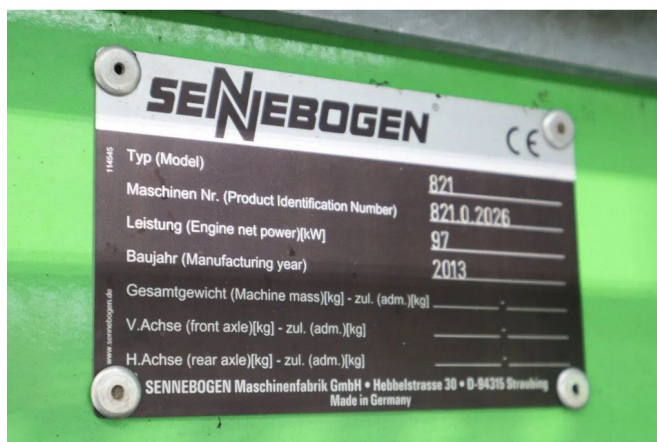 SENNEBOGEN
CE
114545
Typ (Model) 821
Maschinen Nr. (Product Identification Number) 821.0.2026
Leistung (Engine net power)[kW] 97
Baujahr (Manufacturing year) 2013
Gesamtgewicht (Machine mass)[kg] - zul. (adm.)[kg] -
V.Achse (front axle)[kg] - zul. (adm.)[kg] -
H.Achse (rear axle)[kg] - zul. (adm.)[kg] -
www.sennebogen.de
SENNEBOGEN Maschinenfabrik GmbH • Hebbelstrasse 30 • D-94315 Straubing
Made in Germany